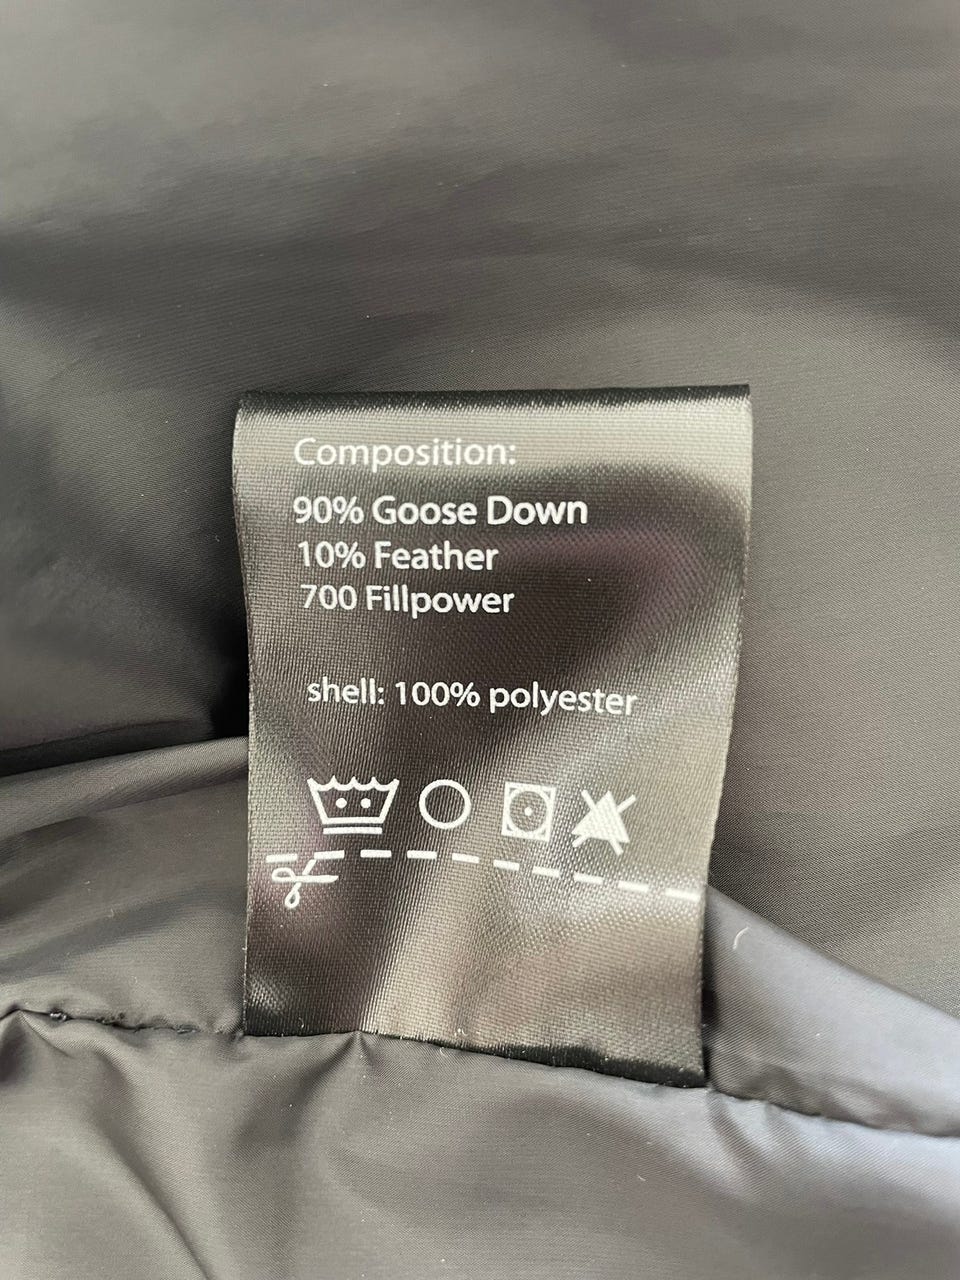 Composition:
90% Goose Down
10% Feather
700 Fillpower
shell: 100% polyester